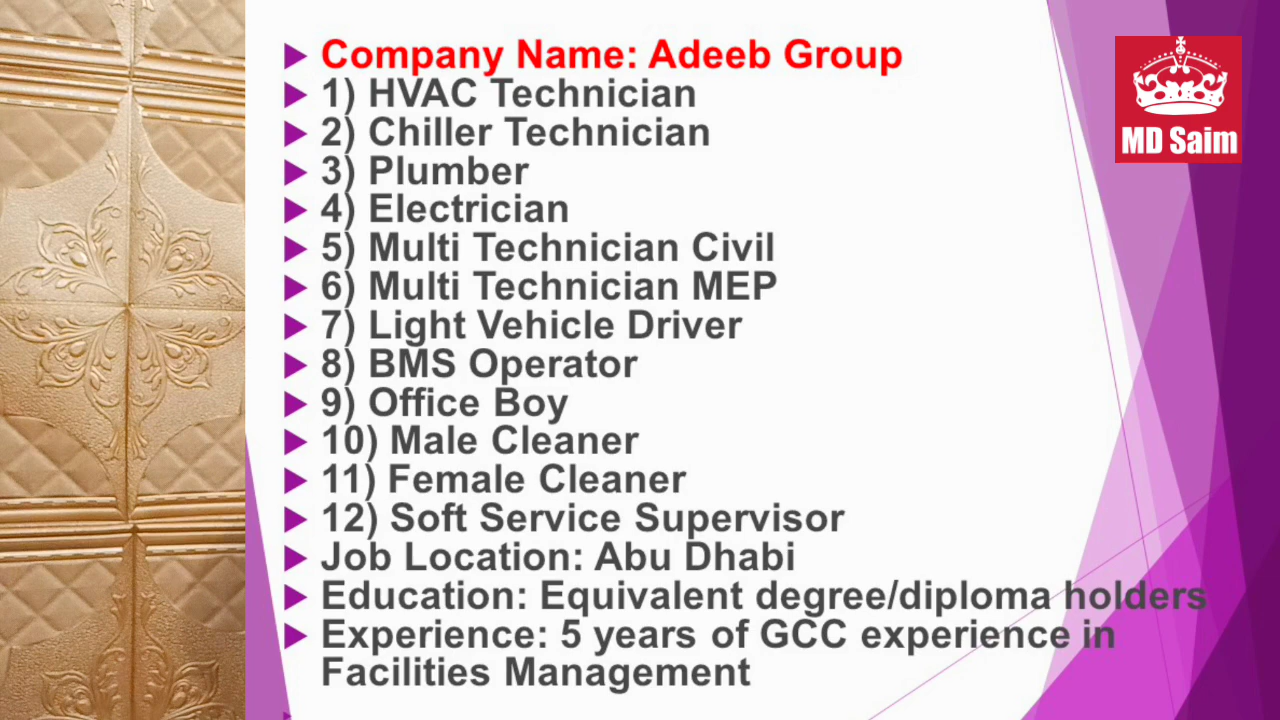 Company Name: Adeeb Group
1) HVAC Technician
2) Chiller Technician
3) Plumber
4) Electrician
5) Multi Technician Civil
6) Multi Technician MEP
7) Light Vehicle Driver
8) BMS Operator
9) Office Boy
10) Male Cleaner
11) Female Cleaner
12) Soft Service Supervisor
Job Location: Abu Dhabi
Education: Equivalent degree/diploma holders
Experience: 5 years of GCC experience in
Facilities Management
MD Saim